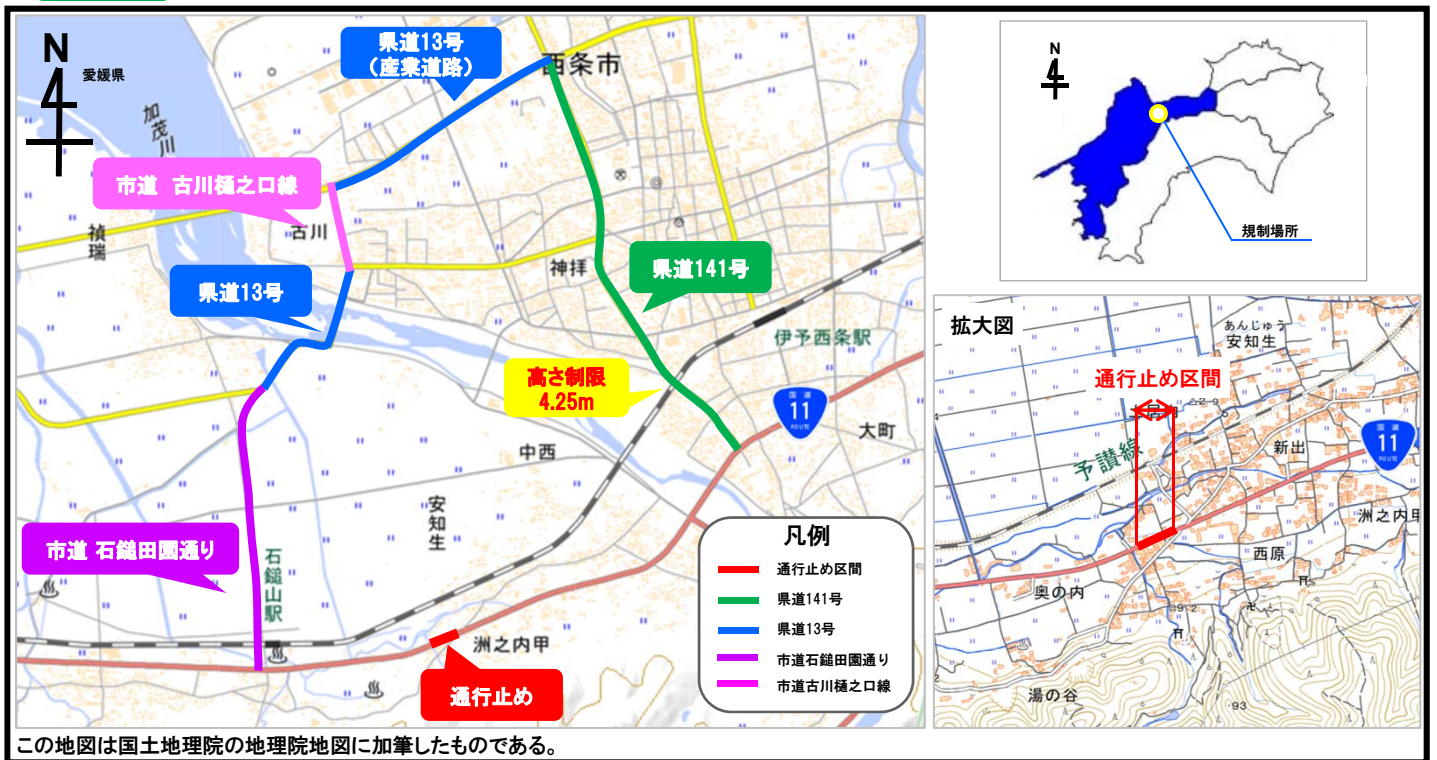 N
愛媛県
加茂川
県道13号
(産業道路)
西条市
市道 古川樋之口線
古川
禎瑞
県道13号
神拝
県道141号
伊予西条駅
高さ制限
4.25m
国道
11
ROUTE
大町
中西
安知生
市道 石鎚田園通り
石鎚山駅
洲之内甲
通行止め
凡例
通行止め区間
県道141号
県道13号
市道石鎚田園通り
市道古川樋之口線
N
規制場所
拡大図
あんじゅう
安知生
通行止め区間
予讃線
新出
国道
11
ROUTE
洲之内甲
西原
奥の内
湯の谷
93
この地図は国土地理院の地理院地図に加筆したものである。